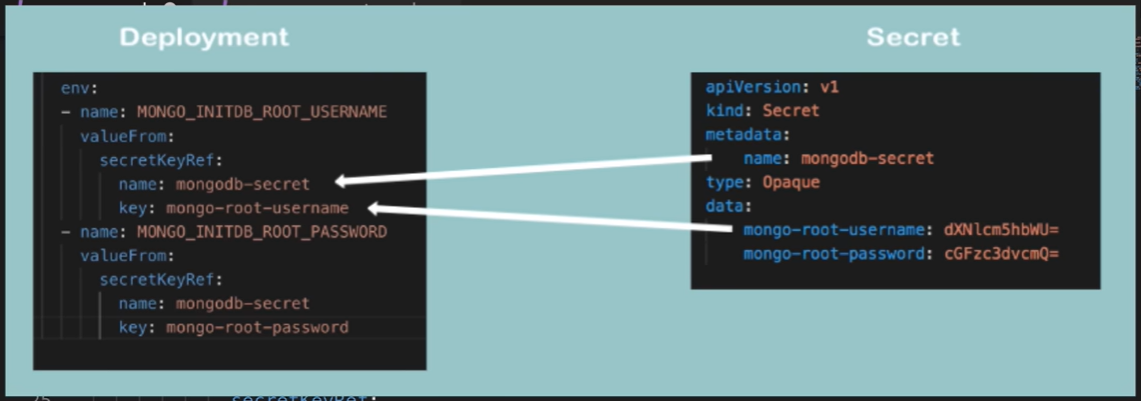 Deployment
env:
- name: MONGO_INITDB_ROOT_USERNAME
valueFrom:
secretKeyRef:
name: mongodb-secret
key: mongo-root-username
- name: MONGO_INITDB_ROOT_PASSWORD
valueFrom:
secretKeyRef:
name: mongodb-secret
key: mongo-root-password
Secret
apiVersion: v1
kind: Secret
metadata:
name: mongodb-secret
type: Opaque
data:
mongo-root-username: dXNlcm5hbWU=
mongo-root-password: cGFzc3dvcmQ=
secretKeyRef: